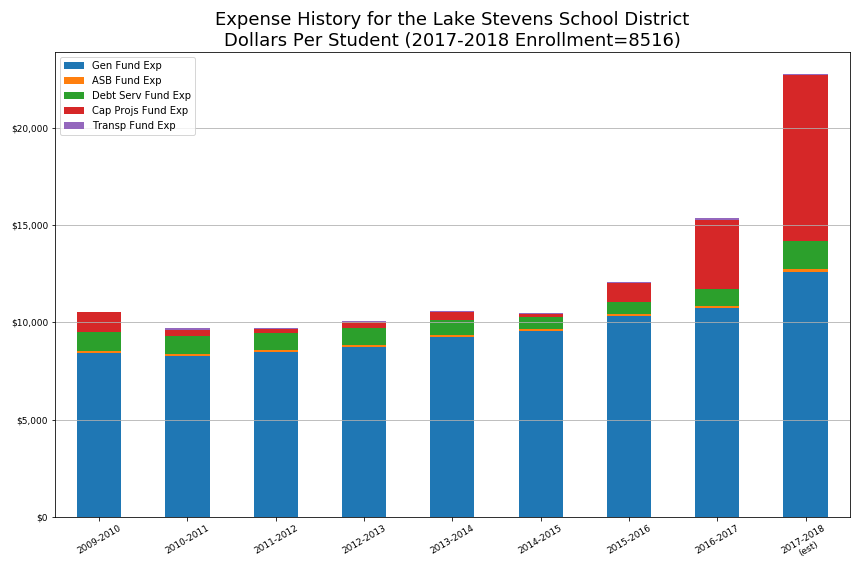 Expense History for the Lake Stevens School District
Dollars Per Student (2017-2018 Enrollment=8516)
Gen Fund Exp
ASB Fund Exp
Debt Serv Fund Exp
Cap Projs Fund Exp
Transp Fund Exp
$20,000
$15,000
$10,000
$5,000
$0
2009-2010
2010-2011
2011-2012
2012-2013
2013-2014
2014-2015
2015-2016
2016-2017
2017-2018
(est)